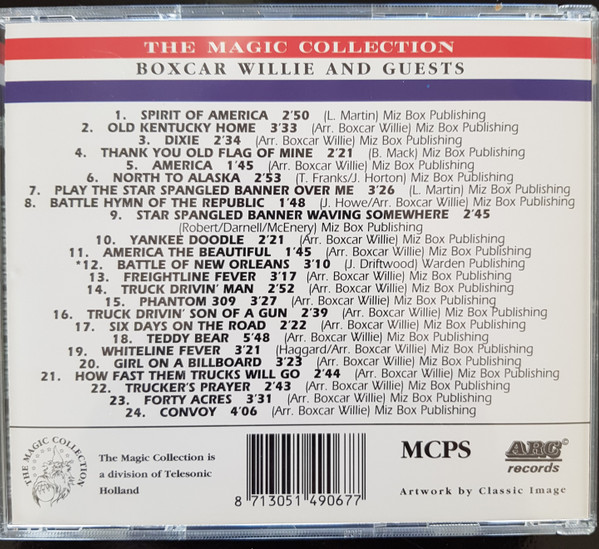 THE MAGIC COLLECTION
BOXCAR WILLIE AND GUESTS
1. SPIRIT OF AMERICA 2'50 (L. Martin) Miz Box Publishing
2. OLD KENTUCKY HOME 3'33 (Arr. Boxcar Willie) Miz Box Publishing
3. DIXIE 2'34 (Arr. Boxcar Willie) Miz Box Publishing
4. THANK YOU OLD FLAG OF MINE 2'21 (B. Mack) Miz Box Publishing
5. AMERICA 1'45 (Arr. Boxcar Willie) Miz Box Publishing
6. NORTH TO ALASKA 2'53 (T. Franks/J. Horton) Miz Box Publishing
7. PLAY THE STAR SPANGLED BANNER OVER ME 3'26 (L. Martin) Miz Box Publishing
8. BATTLE HYMN OF THE REPUBLIC 1'48 (J. Howe/Arr. Boxcar Willie) Miz Box Publishing
9. STAR SPANGLED BANNER WAVING SOMEWHERE 2'45
(Robert/Darnell/McEnery) Miz Box Publishing
10. YANKEE DOODLE 2'21 (Arr. Boxcar Willie) Miz Box Publishing
11. AMERICA THE BEAUTIFUL 1'45 (Arr. Boxcar Willie) Miz Box Publishing
*12. BATTLE OF NEW ORLEANS 3'10 (J. Driftwood) Warden Publishing
13. FREIGHTLINE FEVER 3'17 (Arr. Boxcar Willie) Miz Box Publishing
14. TRUCK DRIVIN' MAN 2'52 (Arr. Boxcar Willie) Miz Box Publishing
15. PHANTOM 309 3'27 (Arr. Boxcar Willie) Miz Box Publishing
16. TRUCK DRIVIN' SON OF A GUN 2'39 (Arr. Boxcar Willie) Miz Box Publishing
17. SIX DAYS ON THE ROAD 2'22 (Arr. Boxcar Willie) Miz Box Publishing
18. TEDDY BEAR 5'48 (Arr. Boxcar Willie) Miz Box Publishing
19. WHITELINE FEVER 3'21 (Haggard/Arr. Boxcar Willie) Miz Box Publishing
20. GIRL ON A BILLBOARD 3'23 (Arr. Boxcar Willie) Miz Box Publishing
21. HOW FAST THEM TRUCKS WILL GO 2'44 (Arr. Boxcar Willie) Miz Box Publishing
22. TRUCKER'S PRAYER 2'43 (Arr. Boxcar Willie) Miz Box Publishing
23. FORTY ACRES 3'31 (Arr. Boxcar Willie) Miz Box Publishing
24. CONVOY 4'06 (Arr. Boxcar Willie) Miz Box Publishing
THE MAGIC COLLECTION
The Magic Collection is
a division of Telesonic
Holland
8 713051 490677
MCPS
ARC©
records
Artwork by Classic Image